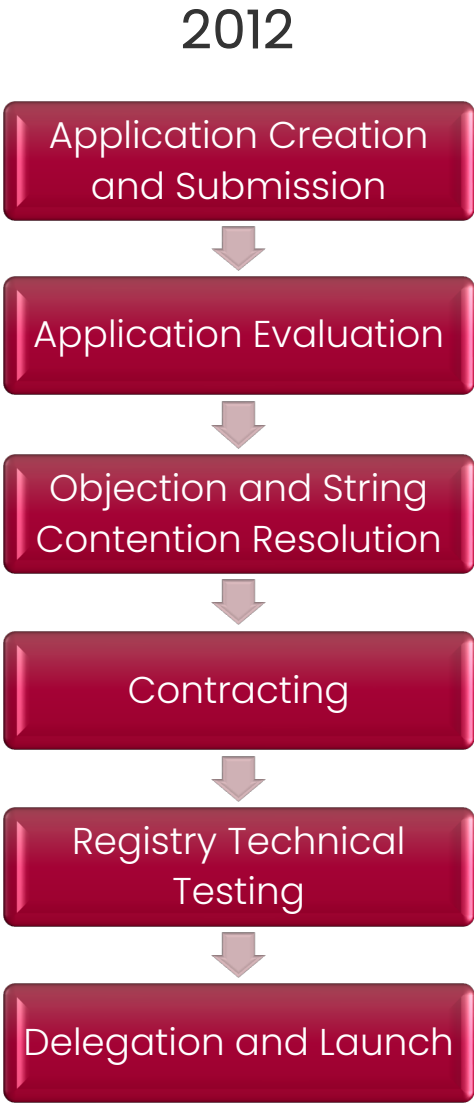 2012
Application Creation
and Submission
Application Evaluation
Objection and String
Contention Resolution
Contracting
Registry Technical
Testing
Delegation and Launch